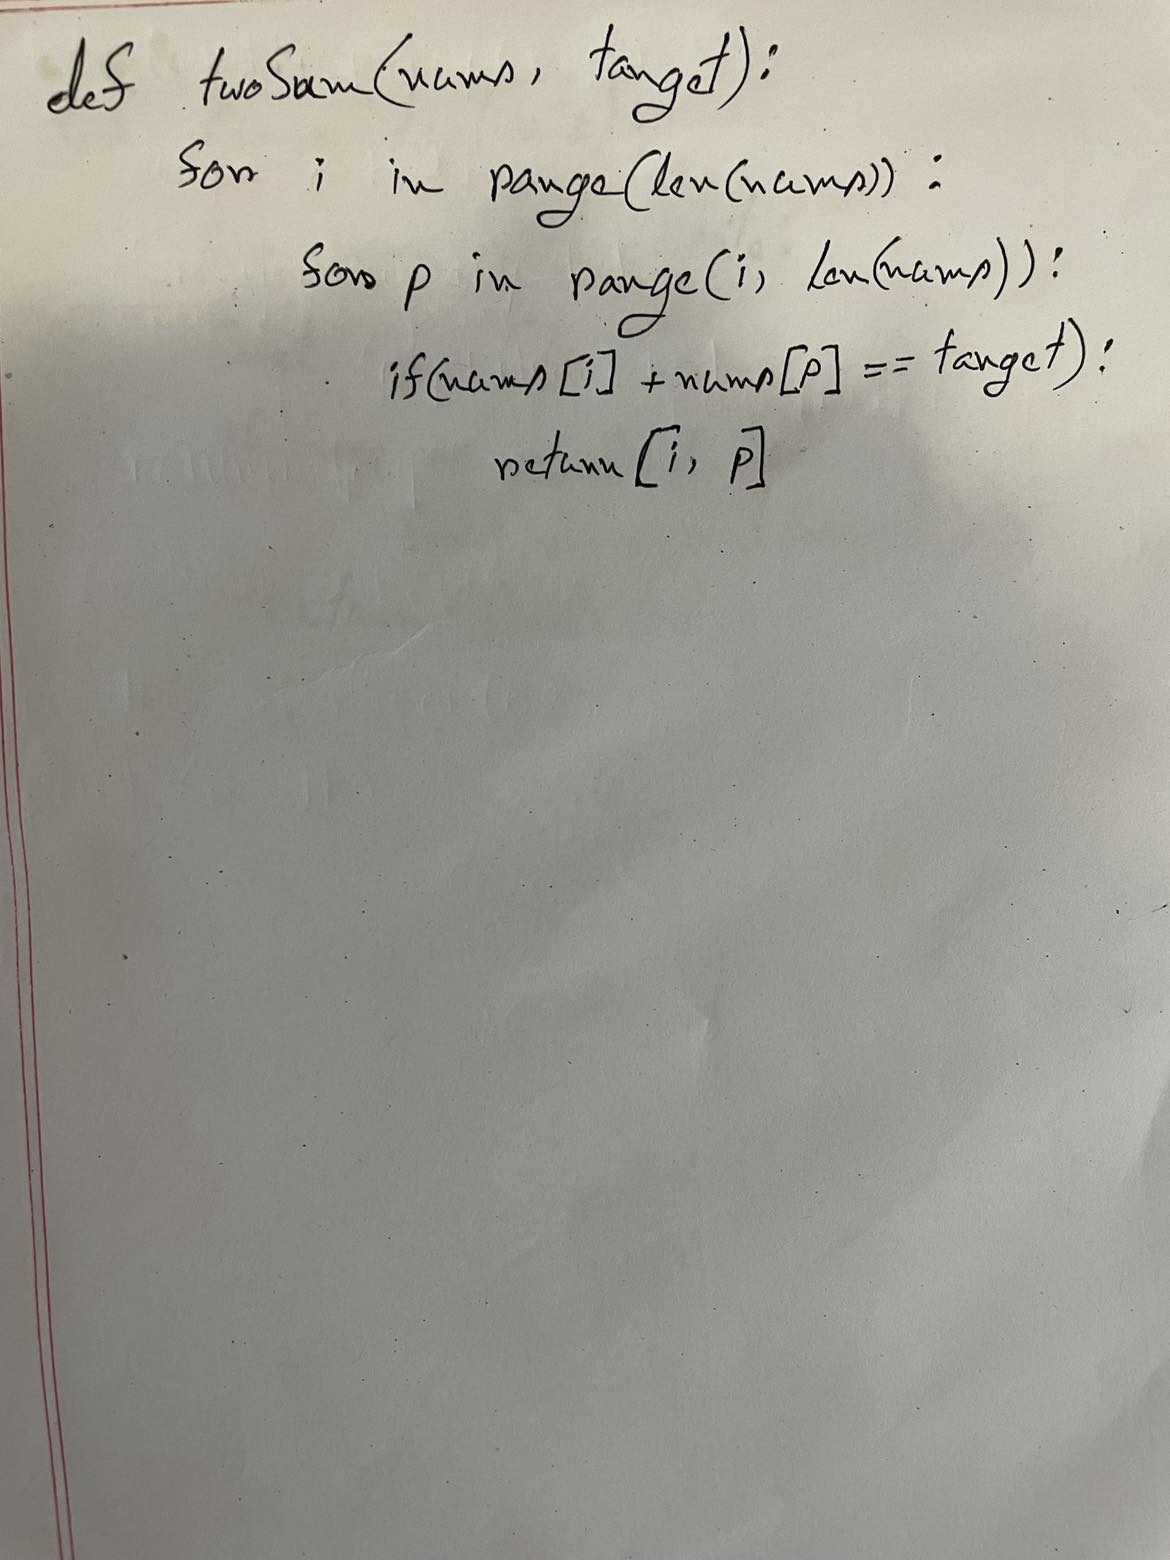 def twoSum(nums, target):
for i in range(len(nums)):
for p in range(i, len(nums)):
if(nums[i] + nums[p] == target):
return [i, p]